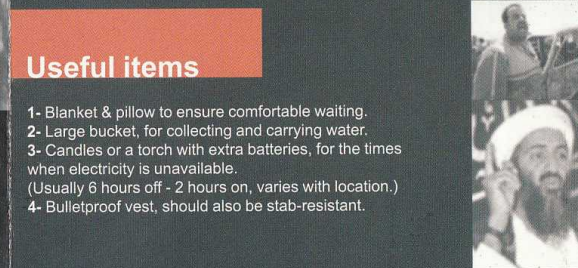 Useful items
1- Blanket & pillow to ensure comfortable waiting.
2- Large bucket, for collecting and carrying water.
3- Candles or a torch with extra batteries, for the times
when electricity is unavailable.
(Usually 6 hours off - 2 hours on, varies with location.)
4- Bulletproof vest, should also be stab-resistant.